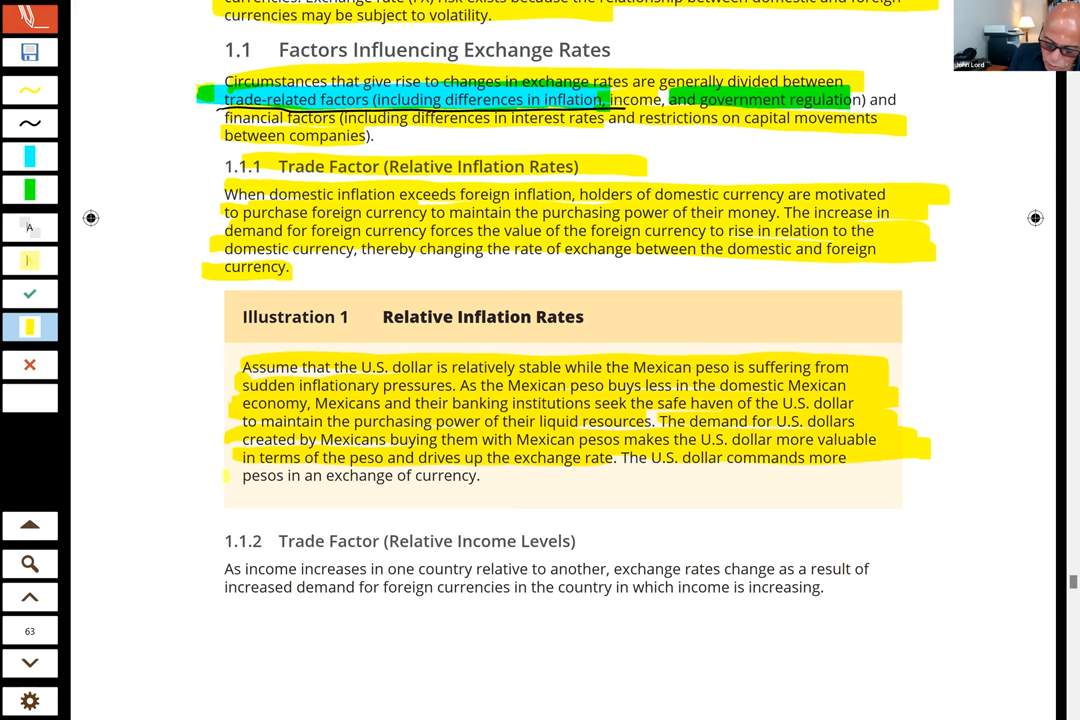 currencies. Exchange rate (FX) risk exists because the relationship between domestic and foreign
currencies may be subject to volatility.
John Lord
1.1 Factors Influencing Exchange Rates
Circumstances that give rise to changes in exchange rates are generally divided between
trade-related factors (including differences in inflation, income, and government regulation) and
financial factors (including differences in interest rates and restrictions on capital movements
between companies).
1.1.1 Trade Factor (Relative Inflation Rates)
When domestic inflation exceeds foreign inflation, holders of domestic currency are motivated
to purchase foreign currency to maintain the purchasing power of their money. The increase in
demand for foreign currency forces the value of the foreign currency to rise in relation to the
domestic currency, thereby changing the rate of exchange between the domestic and foreign
currency.
Illustration 1 Relative Inflation Rates
Assume that the U.S. dollar is relatively stable while the Mexican peso is suffering from
sudden inflationary pressures. As the Mexican peso buys less in the domestic Mexican
economy, Mexicans and their banking institutions seek the safe haven of the U.S. dollar
to maintain the purchasing power of their liquid resources. The demand for U.S. dollars
created by Mexicans buying them with Mexican pesos makes the U.S. dollar more valuable
in terms of the peso and drives up the exchange rate. The U.S. dollar commands more
pesos in an exchange of currency.
1.1.2 Trade Factor (Relative Income Levels)
As income increases in one country relative to another, exchange rates change as a result of
increased demand for foreign currencies in the country in which income is increasing.
A
63